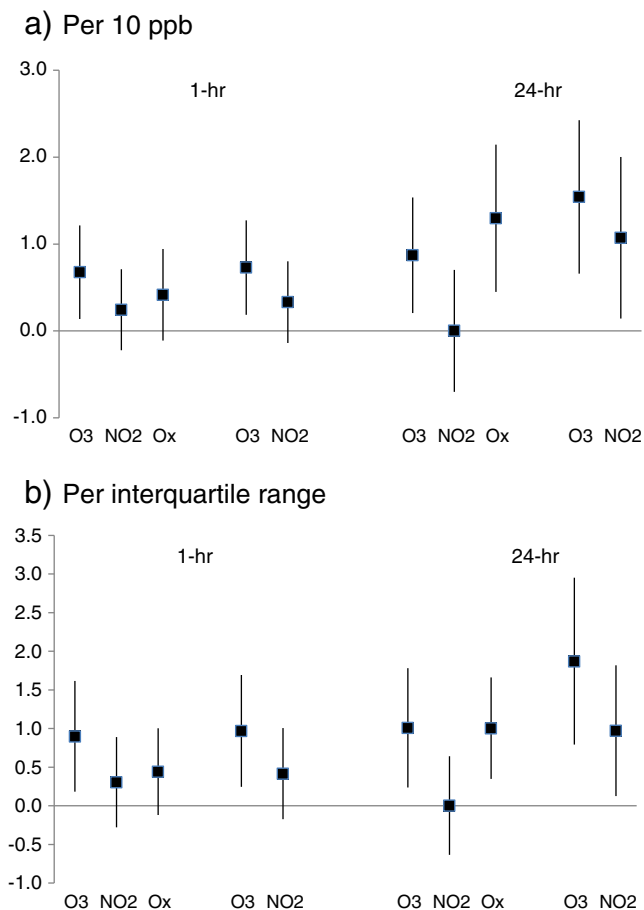 a) Per 10 ppb
3.0
1-hr 24-hr
2.0
1.0
0.0
-1.0
O3 NO2 Ox O3 NO2 O3 NO2 Ox O3 NO2
b) Per interquartile range
3.5
1-hr 24-hr
3.0
2.5
2.0
1.5
1.0
0.5
0.0
-0.5
-1.0
O3 NO2 Ox O3 NO2 O3 NO2 Ox O3 NO2